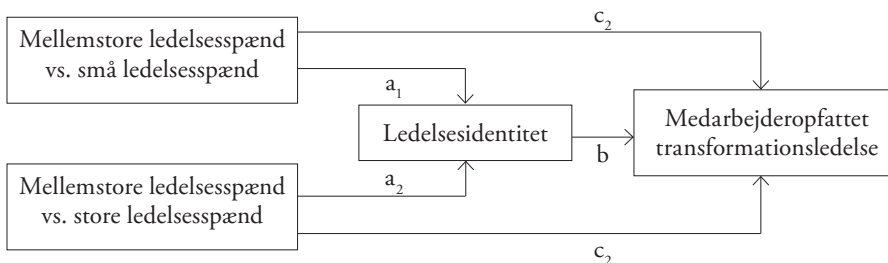 c₂
Mellemstore ledelsesspænd
vs. små ledelsesspænd
a₁
Ledelsesidentitet
b
Medarbejderopfattet
transformationsledelse
Mellemstore ledelsesspænd
vs. store ledelsesspænd
a₂
c₂